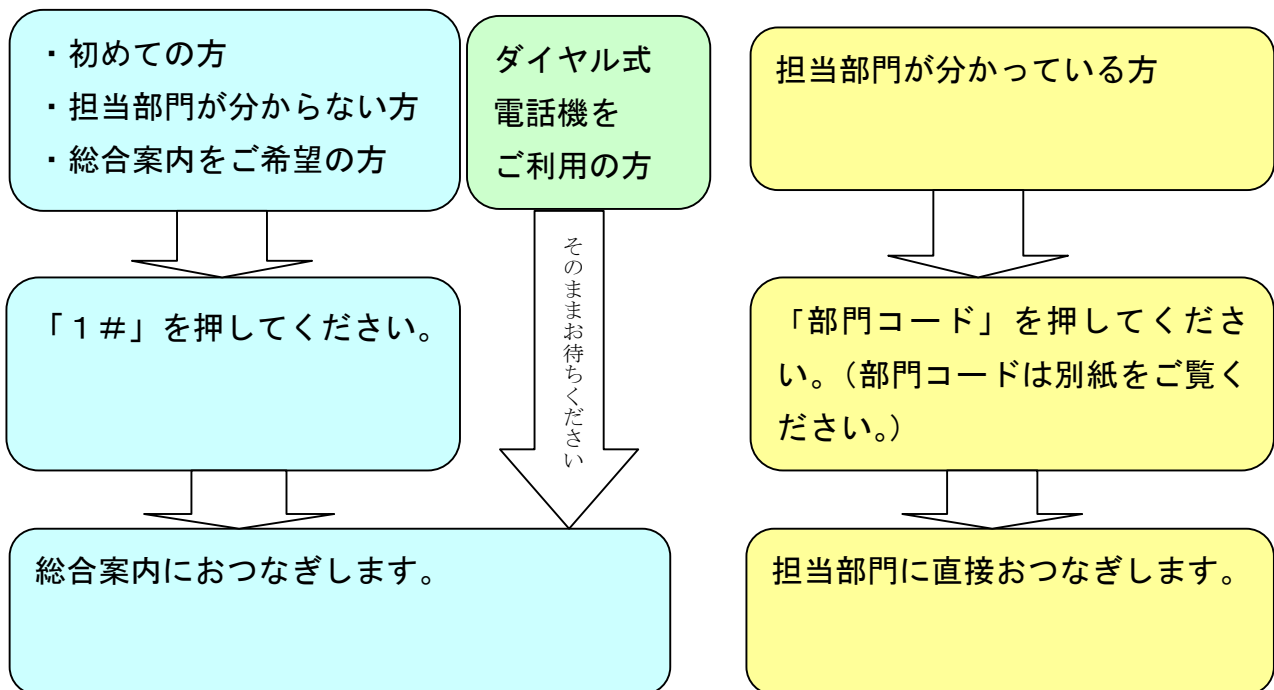 ・初めての方
・担当部門が分からない方
・総合案内をご希望の方
ダイヤル式
電話機を
ご利用の方
担当部門が分かっている方
そのままお待ちください
「１＃」を押してください。
「部門コード」を押してくださ
い。（部門コードは別紙をご覧く
ださい。）
総合案内におつなぎします。
担当部門に直接おつなぎします。